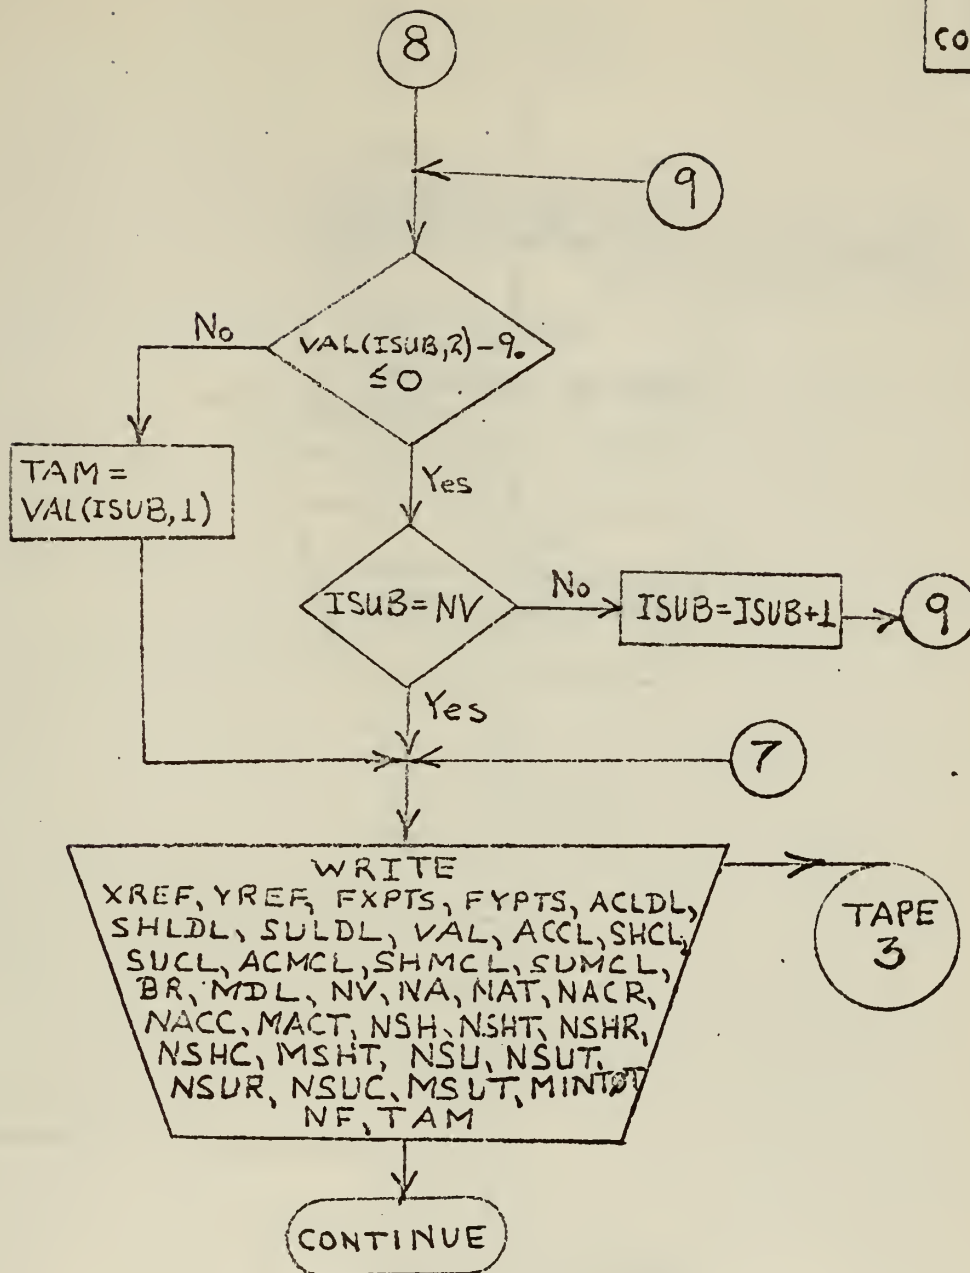 8
CO
9
No
VAL(ISUB,2)-9.
≤ 0
TAM =
VAL(ISUB,1)
Yes
ISUB=NV
No
ISUB=ISUB+1
9
Yes
7
WRITE
XREF, YREF, FXPTS, FYPTS, ACLDL,
SHLDL, SULDL, VAL, ACCL, SHCL,
SUCL, ACMCL, SHMCL, SUMCL,
BR, MDL, NV, NA, NAT, NACR,
NACC, MACT, NSH, NSHT, NSHR,
NSHC, MSHT, NSU, NSUT,
NSUR, NSUC, MSUT, MINTØT
NF, TAM
TAPE
3
CONTINUE